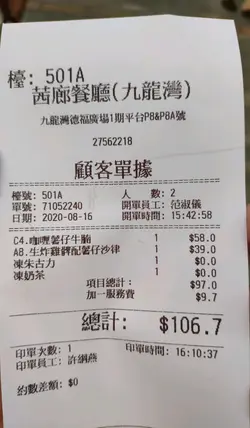 檯: 501A
茜廊餐廳(九龍灣)
九龍灣德福廣場1期平台P8&P8A號
27562218
顧客單據
檯號: 501A 人 數: 2
單號: 71052240 開單員工: 范淑儀
日期: 2020-08-16 開單時間: 15:42:58
C4.咖喱薯仔牛腩 1 $58.0
A8.生炸雞髀配薯仔沙律 1 $39.0
凍朱古力 1 $0.0
凍奶茶 1 $0.0
項目總計: $97.0
加一服務費 $9.7
總計: $106.7
印單次數: 1 印單時間: 16:10:37
印單員工: 許綱燕
約數差額: $0